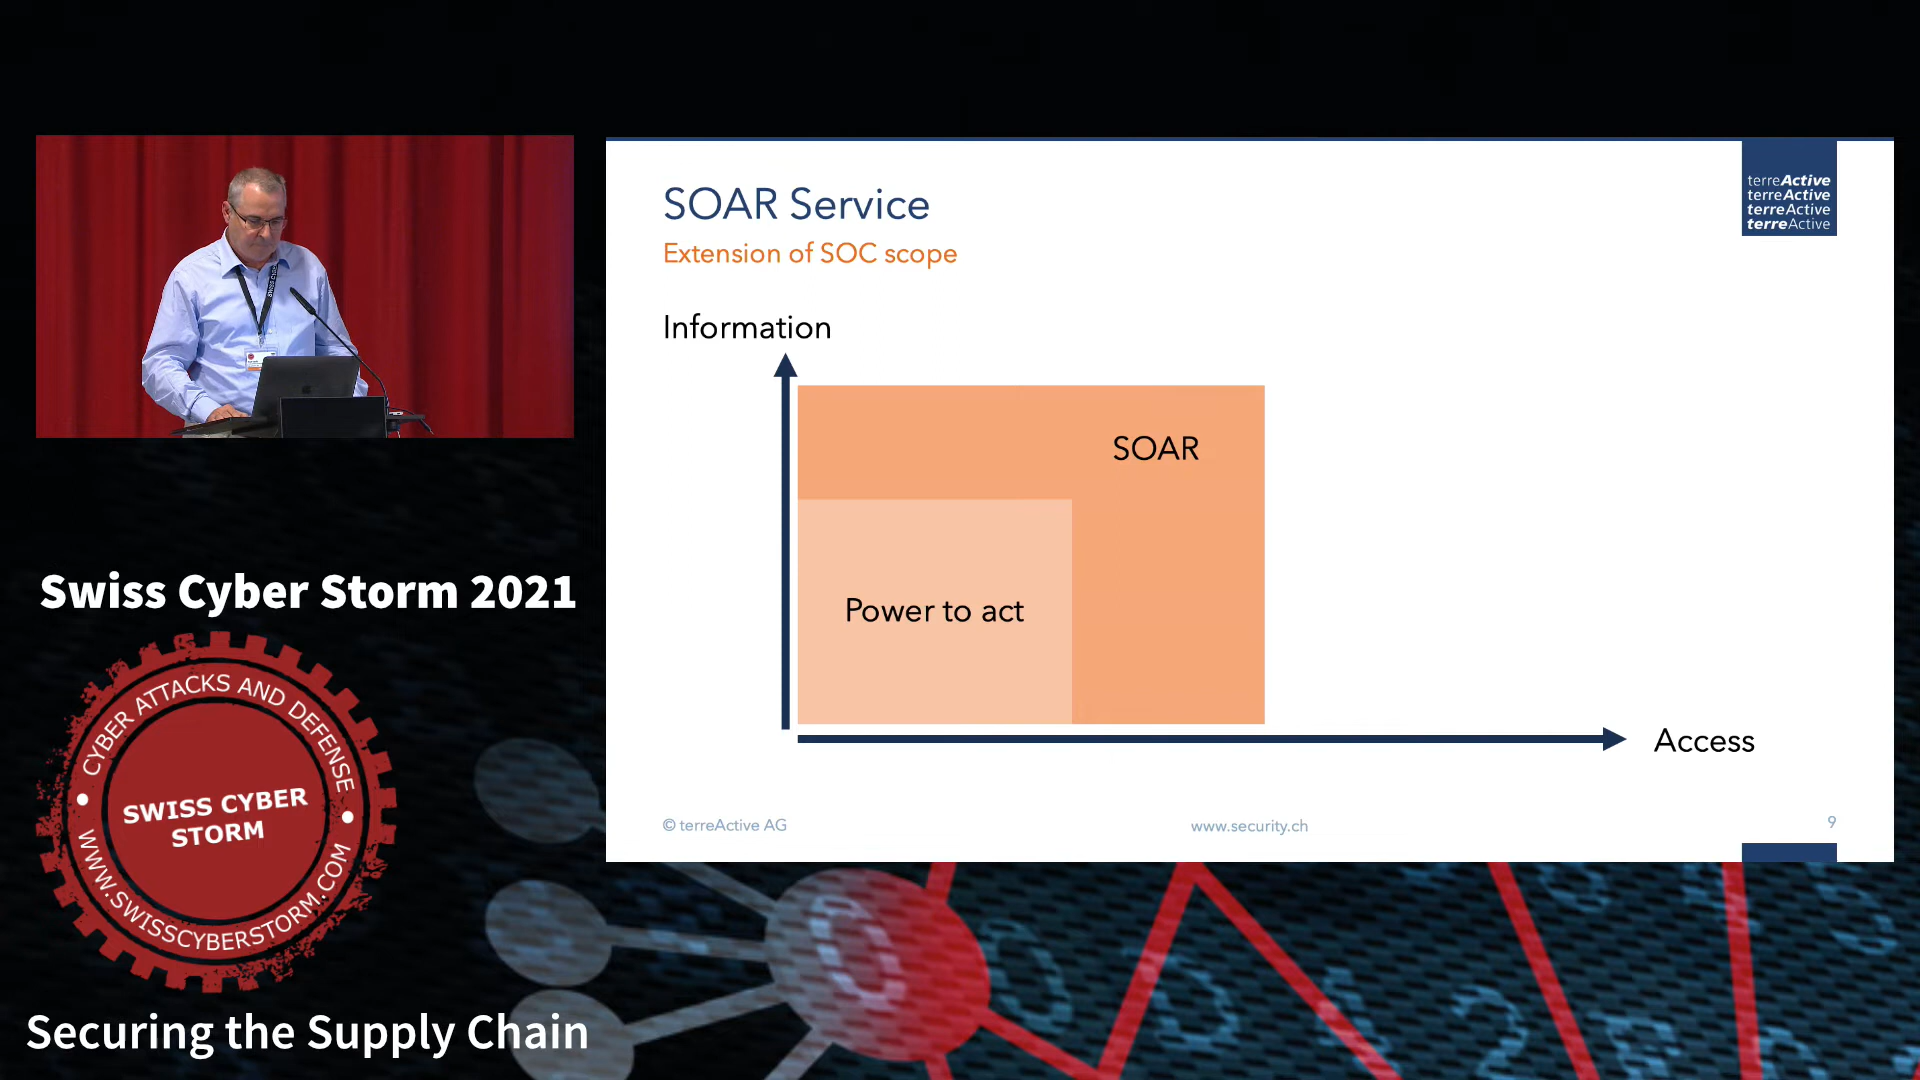 SOAR Service
Extension of SOC scope
terreActive
terreActive
terreActive
terreActive
Information
SOAR
Power to act
Access
© terreActive AG
www.security.ch
9
Swiss Cyber Storm 2021
CYBER ATTACKS AND DEFENSE
SWISS CYBER
STORM
WWW.SWISSCYBERSTORM.COM
Securing the Supply Chain